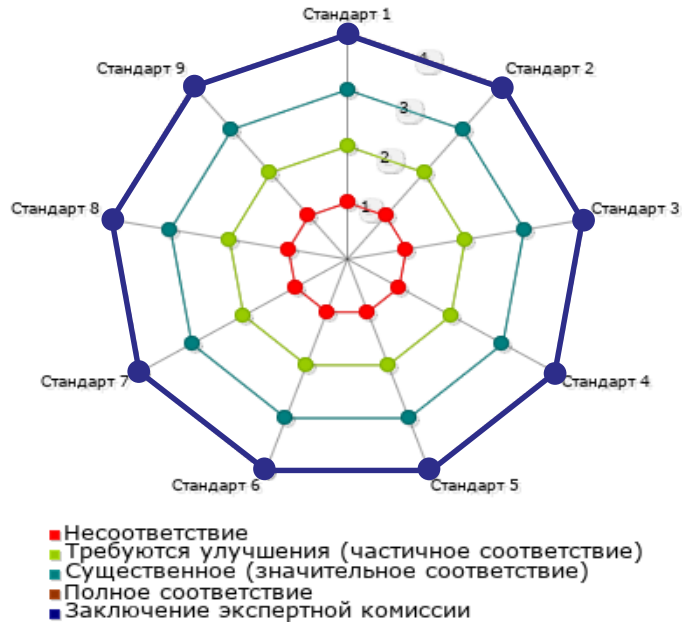 Стандарт 1
Стандарт 9
4
Стандарт 2
3
2
Стандарт 8
1
Стандарт 3
Стандарт 7
Стандарт 4
Стандарт 6
Стандарт 5
Несоответствие
Требуются улучшения (частичное соответствие)
Существенное (значительное соответствие)
Полное соответствие
Заключение экспертной комиссии